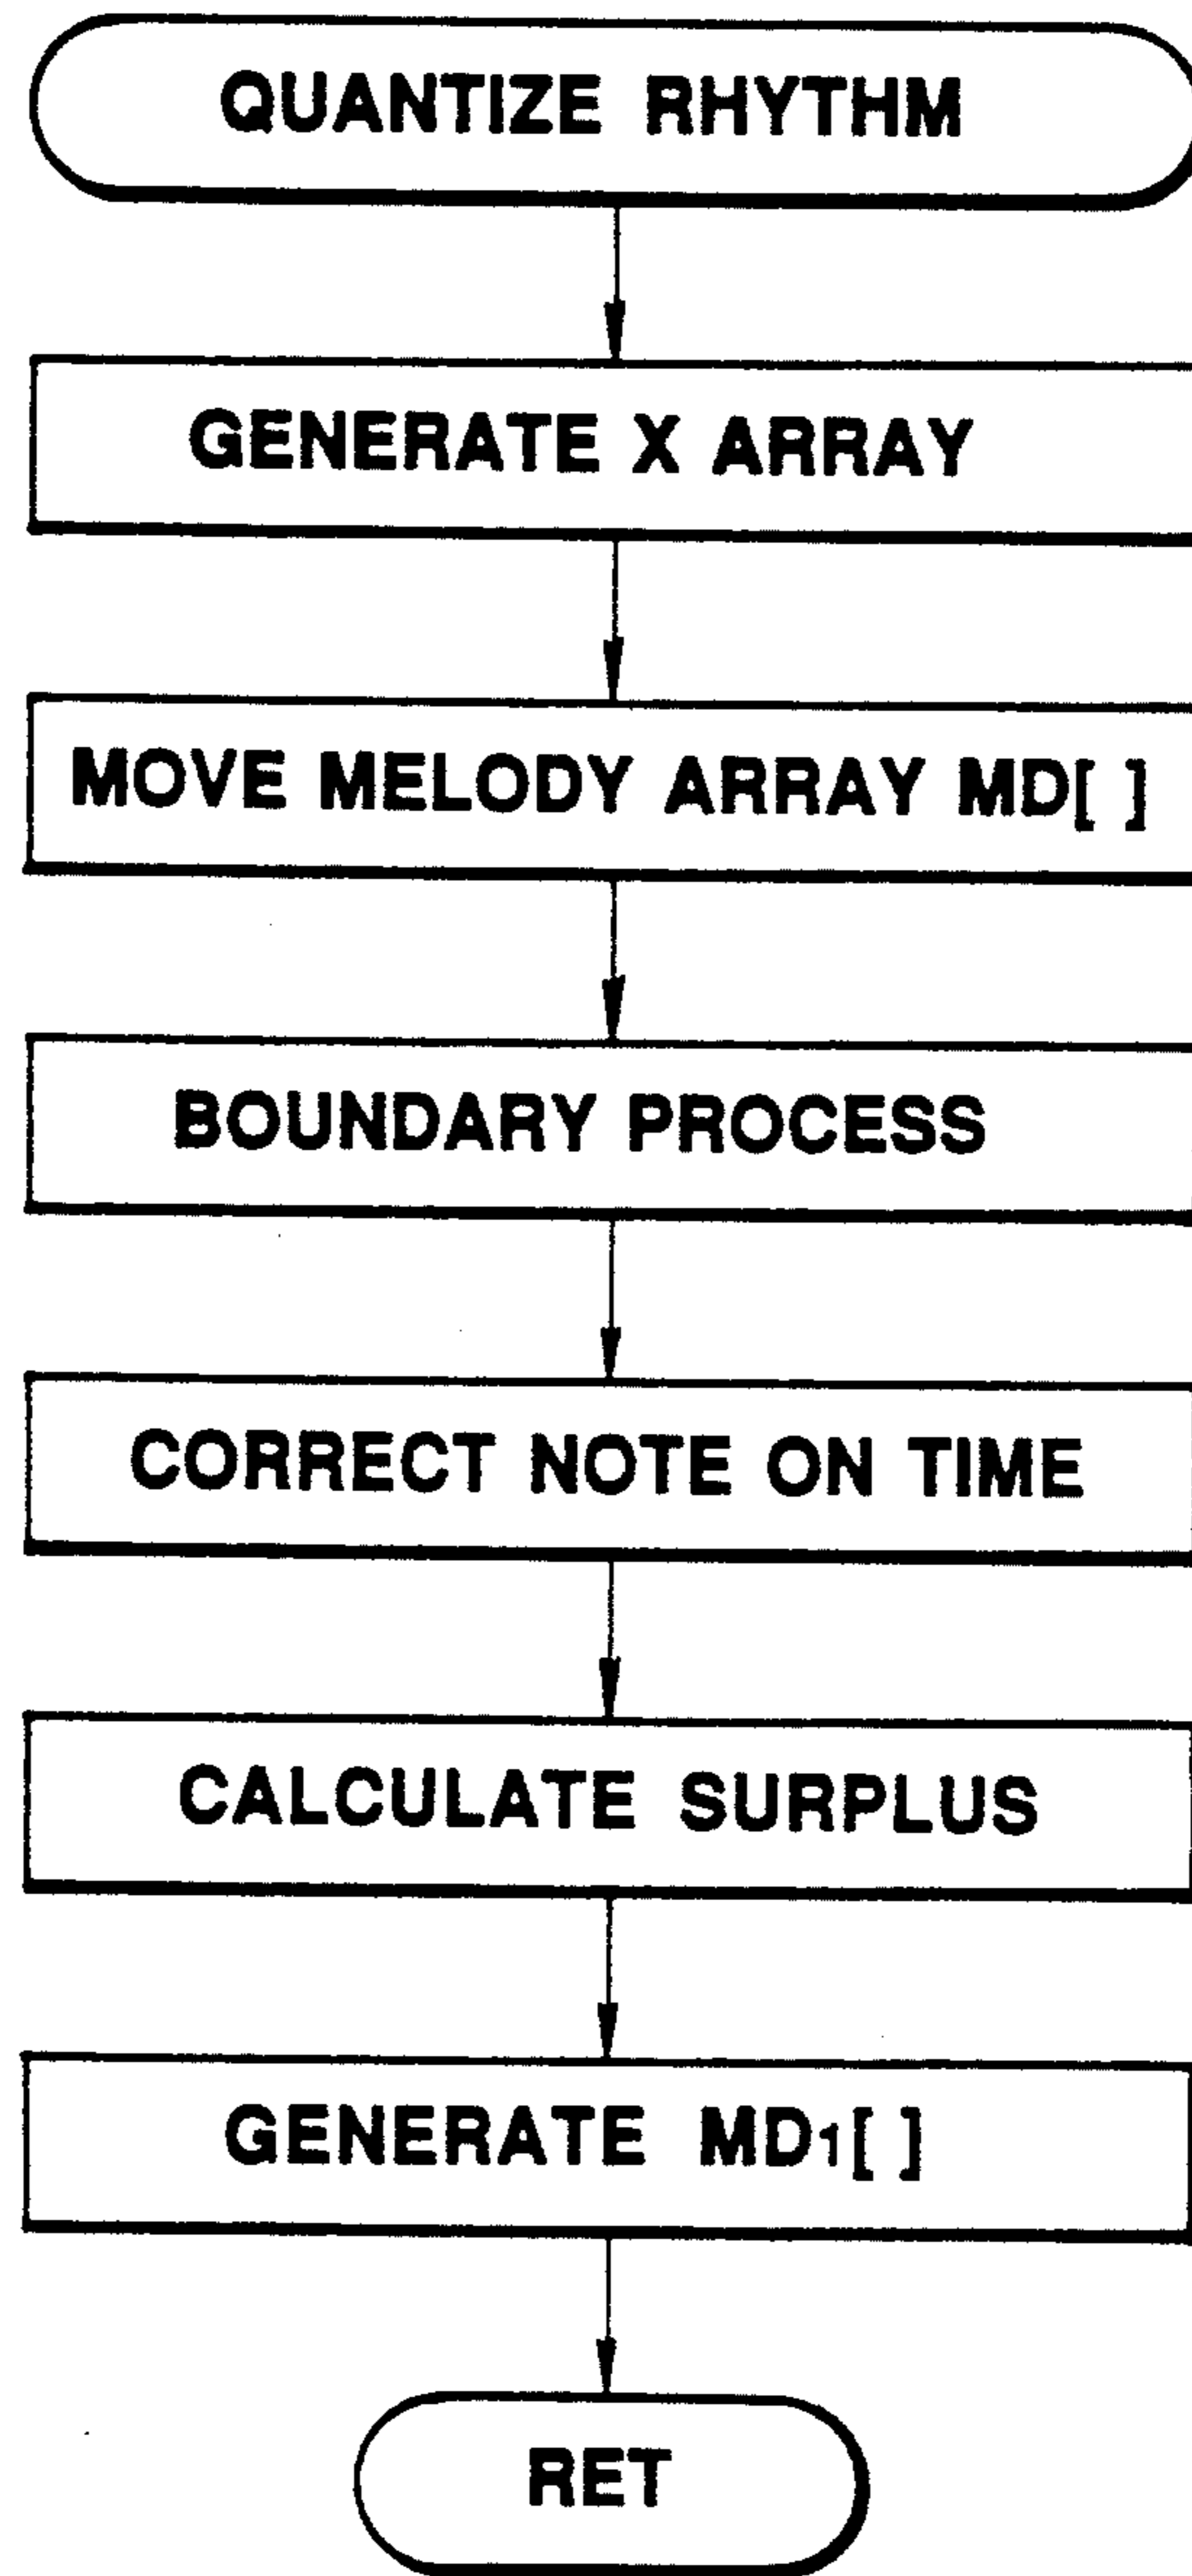 QUANTIZE RHYTHM
GENERATE X ARRAY
MOVE MELODY ARRAY MD[ ]
BOUNDARY PROCESS
CORRECT NOTE ON TIME
CALCULATE SURPLUS
GENERATE MD1[ ]
RET